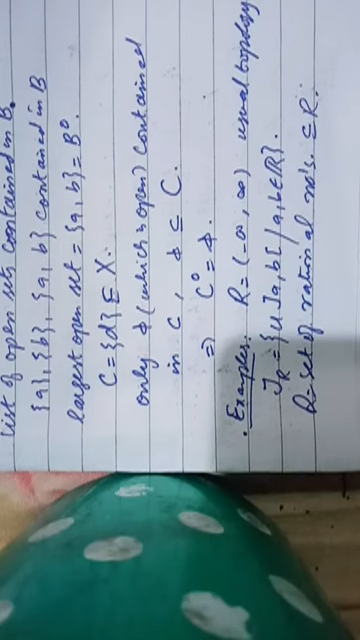 list of open sets contained in B.
{a}, {b}, {a, b} contained in B
largest open set = {a, b} = B°
C = {d} ⊆ X.
only ϕ (which is open) contained
in C, ϕ ⊆ C.
⇒ C° = ϕ.
. Example: R = (-∞, ∞) usual topology
J_R = {∪ ]a, b[ / a, b ∈ R}.
set of rational no's. ⊆ R.